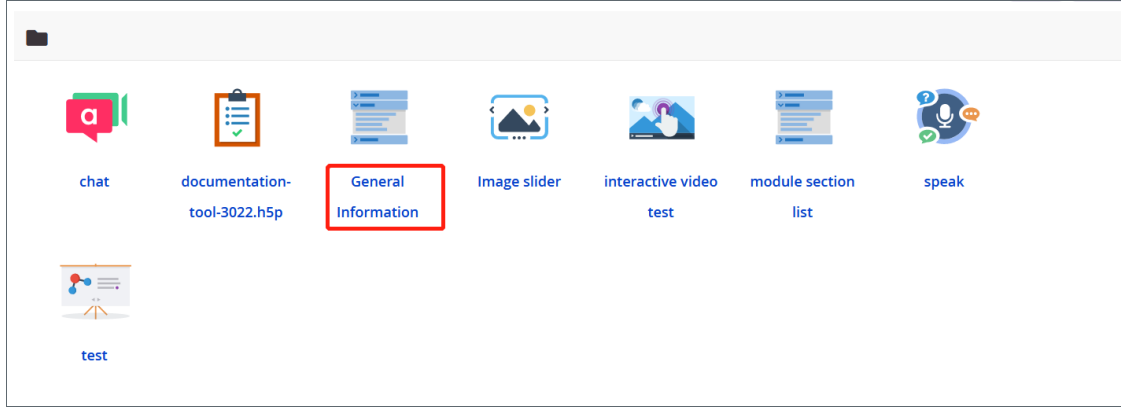 a
chat
documentation-
tool-3022.h5p
General
Information
Image slider
interactive video
test
module section
list
speak
test